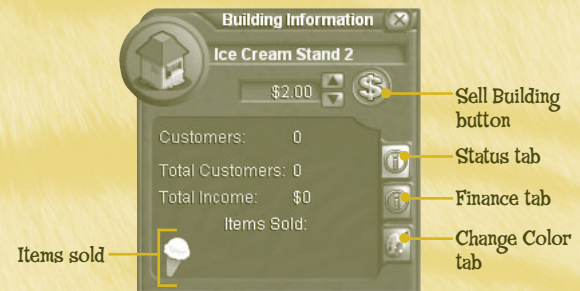 Building Information
Ice Cream Stand 2
$2.00
$
Sell Building
button
Customers: 0
Status tab
Total Customers: 0
Total Income: $0
Finance tab
Items Sold:
Change Color
tab
Items sold